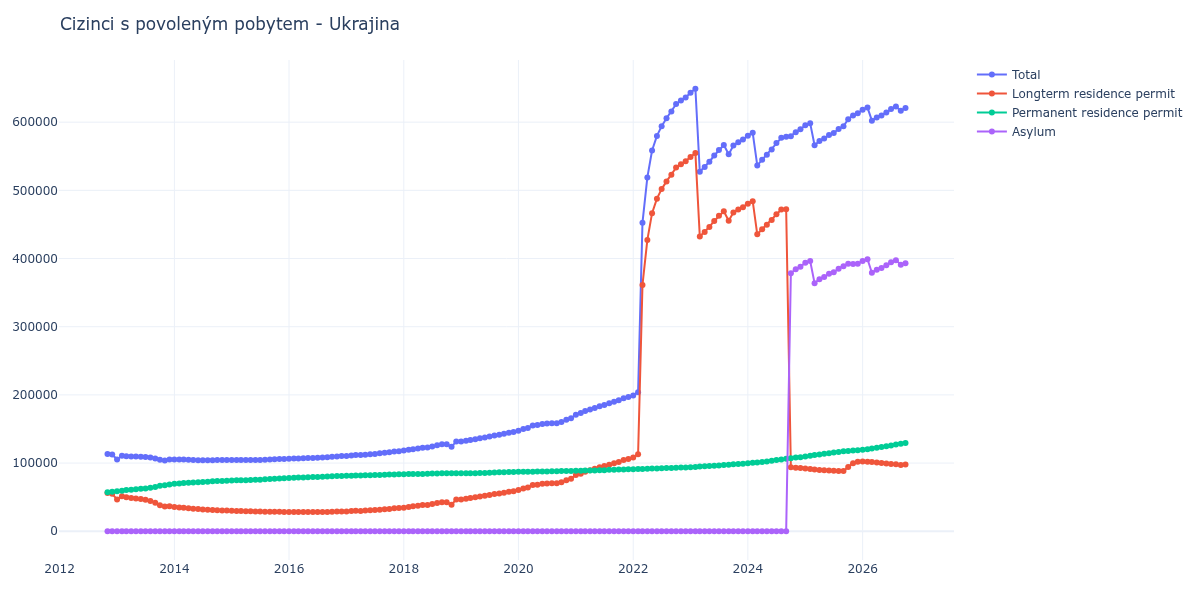 Cizinci s povoleným pobytem - Ukrajina
Total
Longterm residence permit
Permanent residence permit
Asylum
600000
500000
400000
300000
200000
100000
0
2012 2014 2016 2018 2020 2022 2024 2026